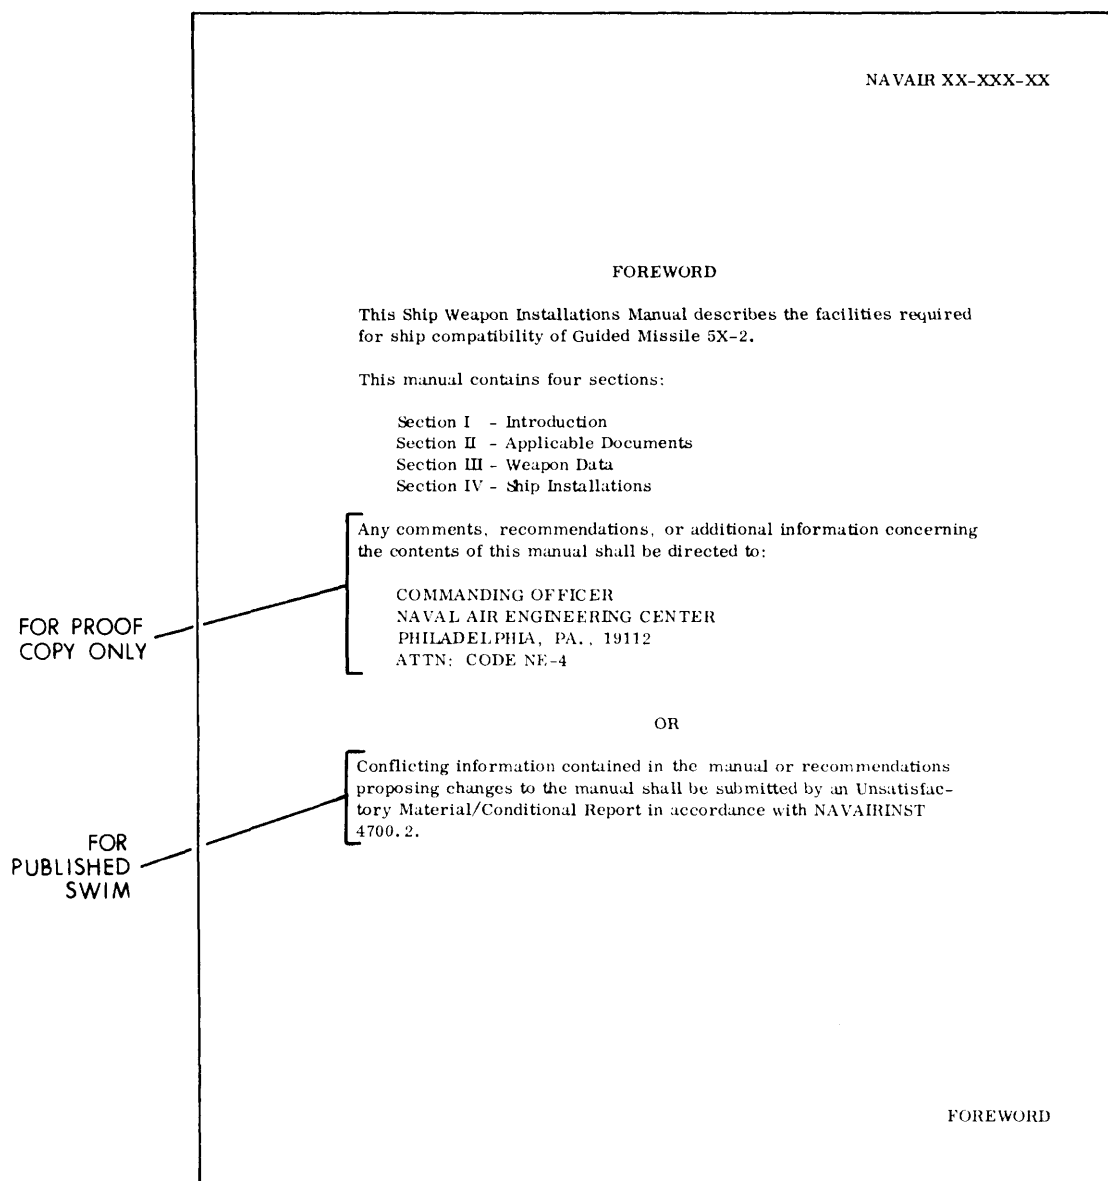 NAVAIR XX-XXX-XX
FOREWORD
This Ship Weapon Installations Manual describes the facilities required
for ship compatibility of Guided Missile 5X-2.
This manual contains four sections:
Section I - Introduction
Section II - Applicable Documents
Section III - Weapon Data
Section IV - Ship Installations
Any comments, recommendations, or additional information concerning
the contents of this manual shall be directed to:
COMMANDING OFFICER
NAVAL AIR ENGINEERING CENTER
PHILADELPHIA, PA., 19112
ATTN: CODE NE-4
FOR PROOF
COPY ONLY
OR
Conflicting information contained in the manual or recommendations
proposing changes to the manual shall be submitted by an Unsatisfac-
tory Material/Conditional Report in accordance with NAVAIRINST
4700.2.
FOR
PUBLISHED
SWIM
FOREWORD